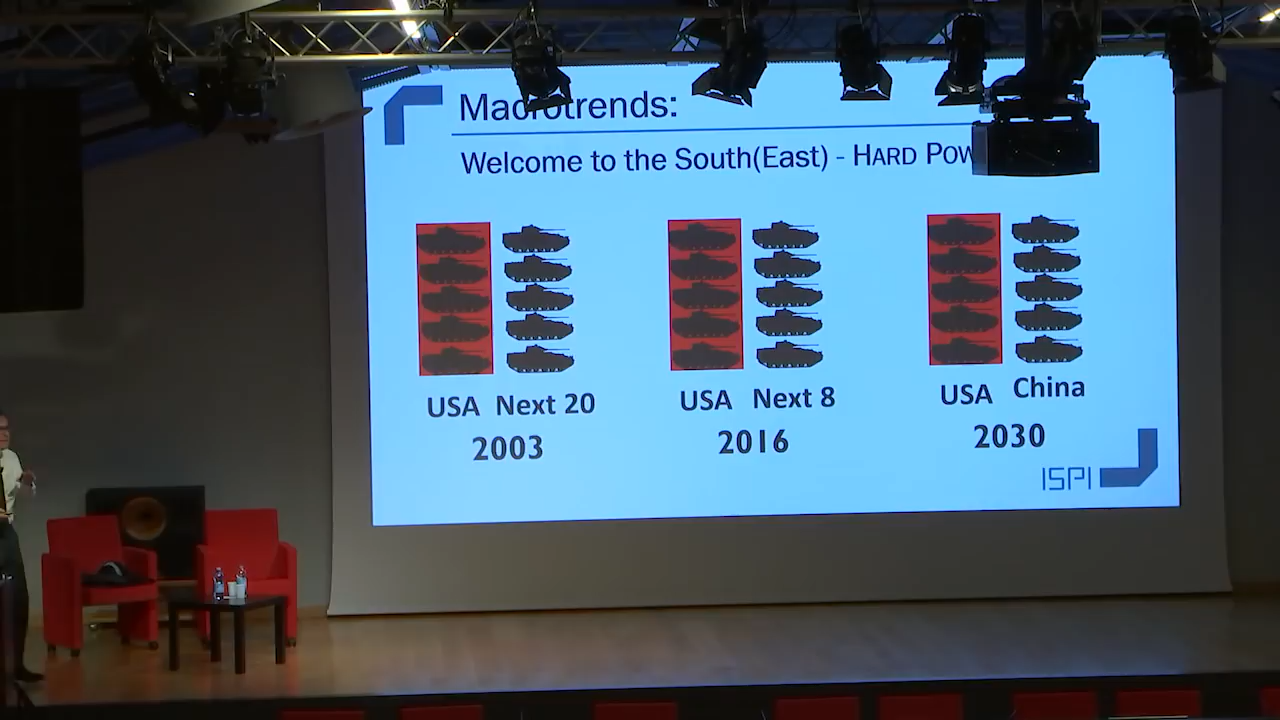 Macrotrends:
Welcome to the South(East) - HARD
USA Next 20
2003
USA Next 8
2016
USA China
2030
ISPI